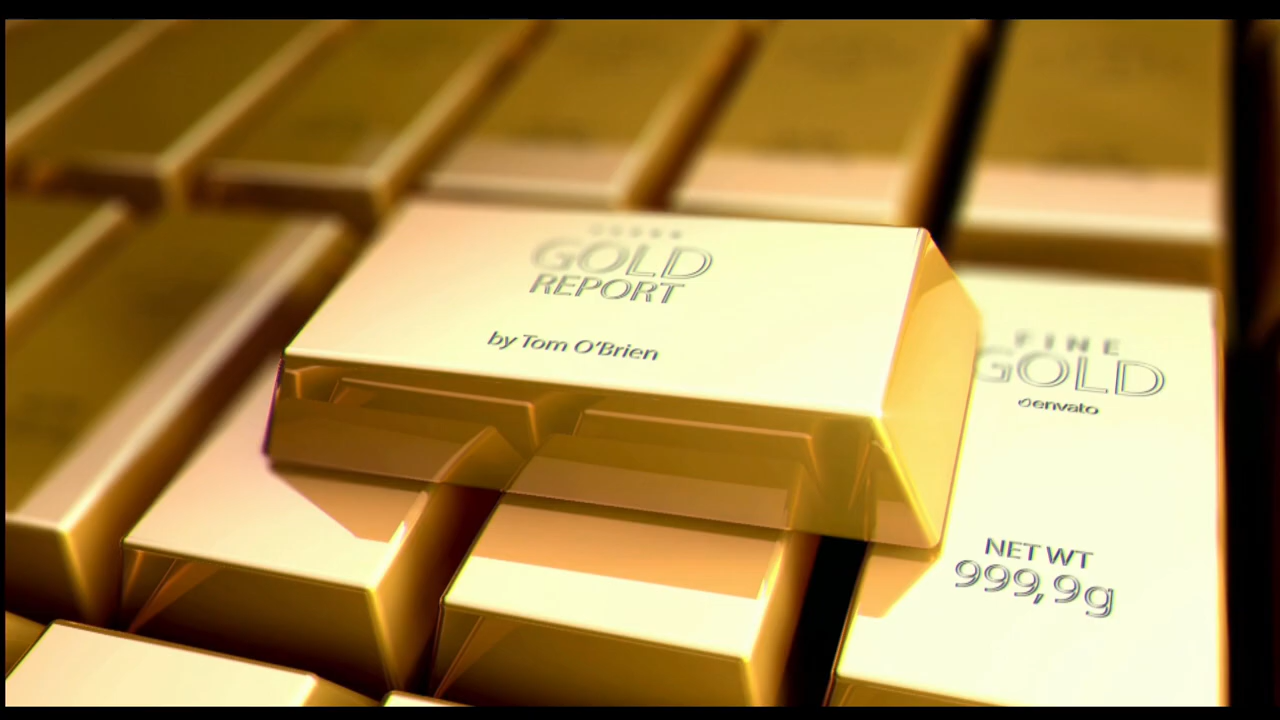 GOLD
REPORT
by Tom O'Brien
FINE
GOLD
envato
NET WT
999,9g